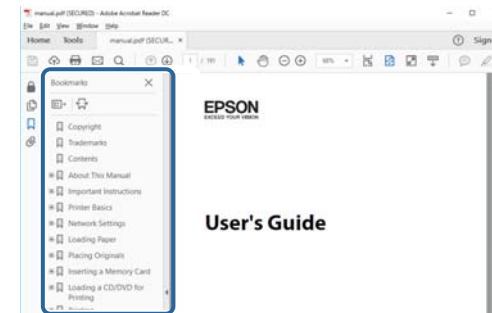 manual.pdf (SECURED) - Adobe Acrobat Reader DC
File Edit View Window Help
Home Tools manual.pdf (SECUR... × Sign
1
Bookmarks
EPSON
EXCEED YOUR VISION
Copyright
Trademarks
Contents
About This Manual
Important Instructions
Printer Basics
User's Guide
Network Settings
Loading Paper
Placing Originals
Inserting a Memory Card
Loading a CD/DVD for
Printing